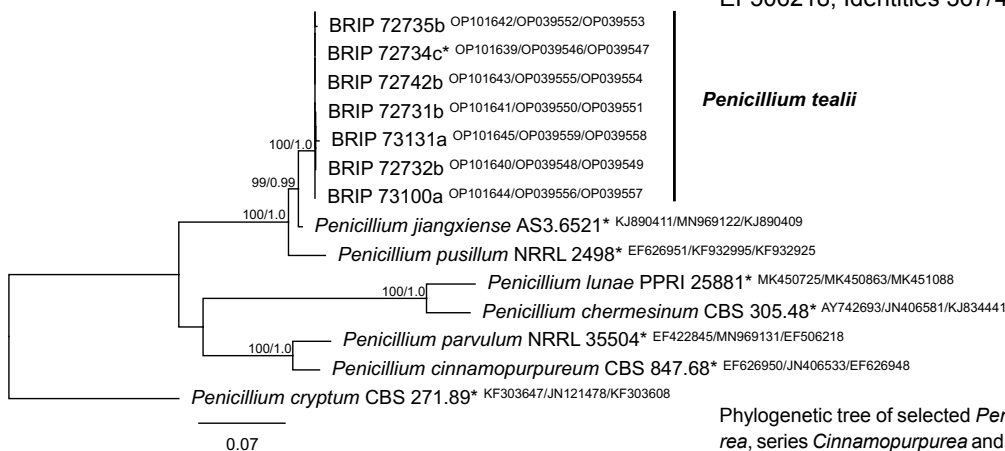 EF506218; Identities 367/4
BRIP 72735b OP101642/OP039552/OP039553
BRIP 72734c* OP101639/OP039546/OP039547
BRIP 72742b OP101643/OP039555/OP039554
Penicillium tealii
BRIP 72731b OP101641/OP039550/OP039551
100/1.0
BRIP 73131a OP101645/OP039559/OP039558
BRIP 72732b OP101640/OP039548/OP039549
99/0.99
BRIP 73100a OP101644/OP039556/OP039557
100/1.0
Penicillium jiangxiense AS3.6521* KJ890411/MN969122/KJ890409
Penicillium pusillum NRRL 2498* EF626951/KF932995/KF932925
100/1.0
Penicillium lunae PPRI 25881* MK450725/MK450863/MK451088
Penicillium chermesinum CBS 305.48* AY742693/JN406581/KJ834441
Penicillium parvulum NRRL 35504* EF422845/MN969131/EF506218
100/1.0
Penicillium cinnamopurpureum CBS 847.68* EF626950/JN406533/EF626948
Penicillium cryptum CBS 271.89* KF303647/JN121478/KF303608
0.07
Phylogenetic tree of selected Pen
rea, series Cinnamopurpurea and